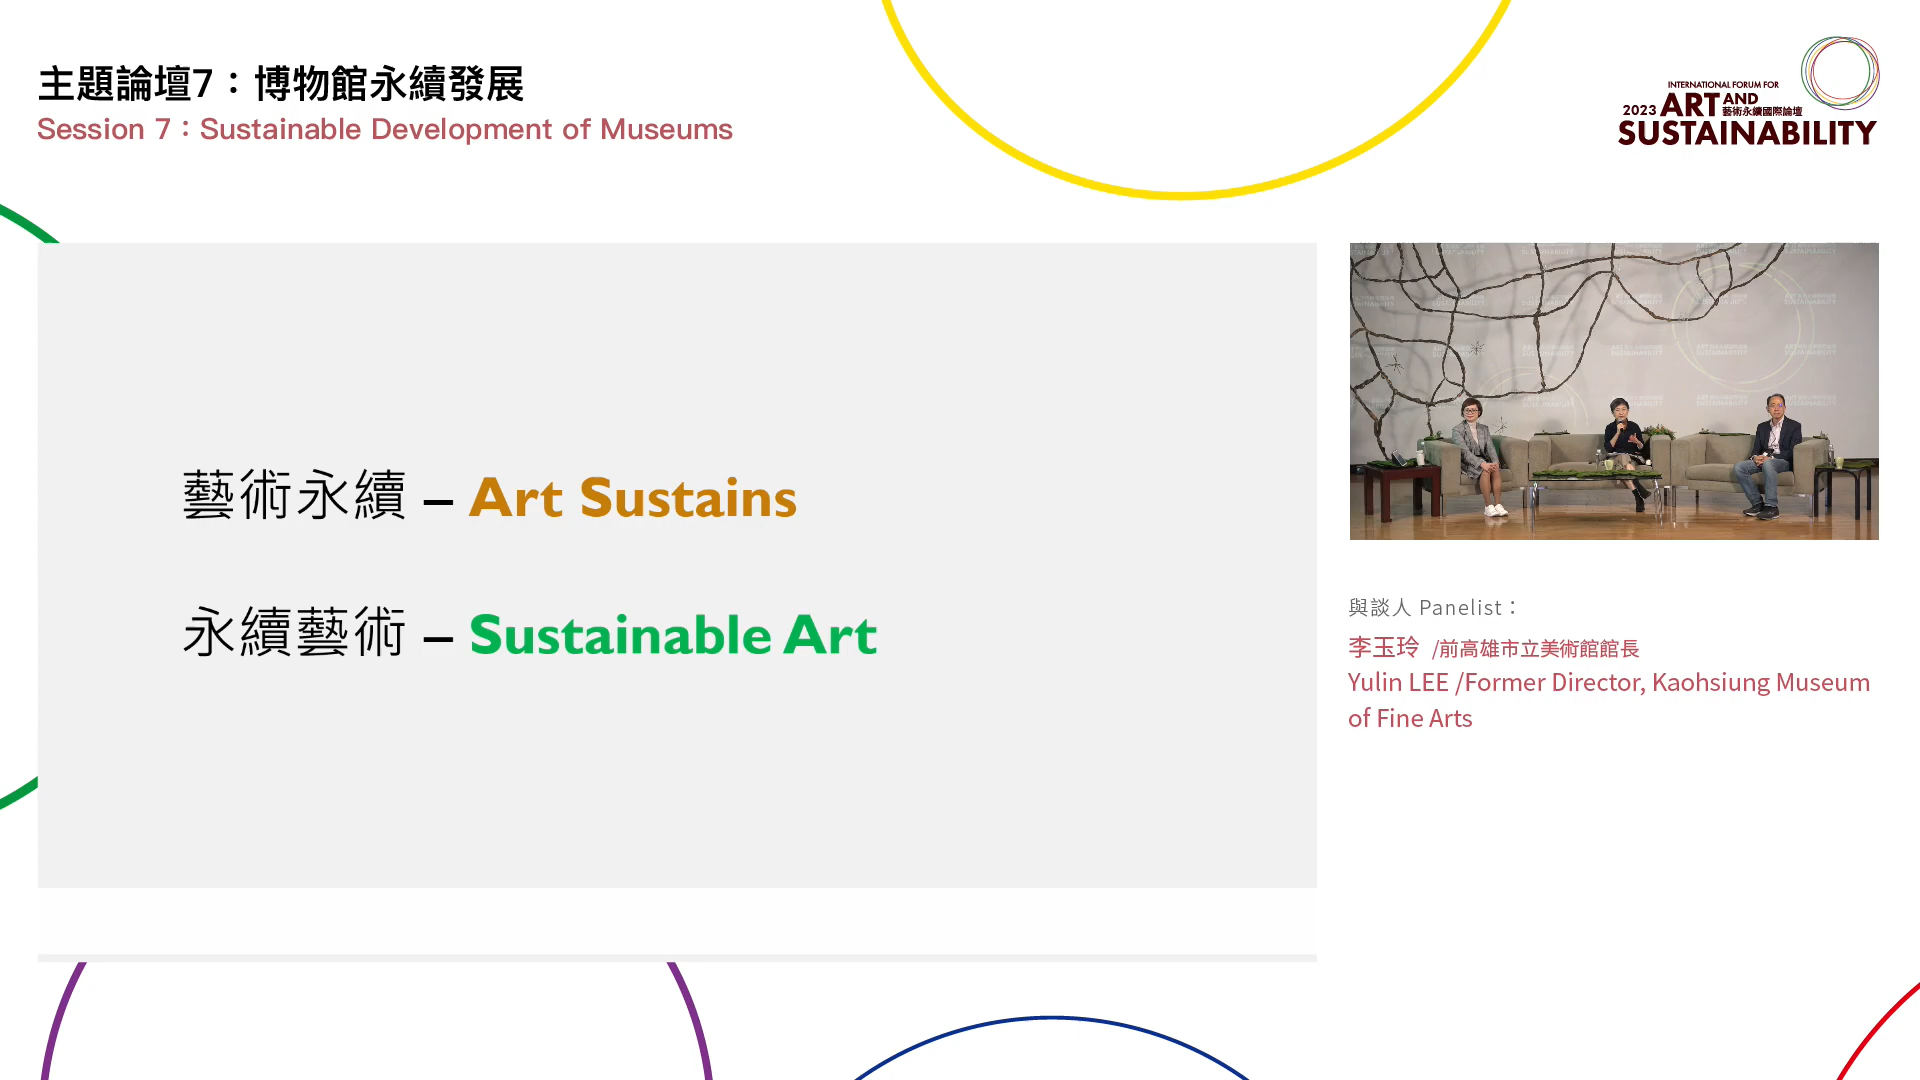 主題論壇7：博物館永續發展
Session 7：Sustainable Development of Museums
INTERNATIONAL FORUM FOR
2023 ART AND
藝術永續國際論壇
SUSTAINABILITY
藝術永續 – Art Sustains
永續藝術 – Sustainable Art
與談人 Panelist：
李玉玲 /前高雄市立美術館館長
Yulin LEE /Former Director, Kaohsiung Museum
of Fine Arts